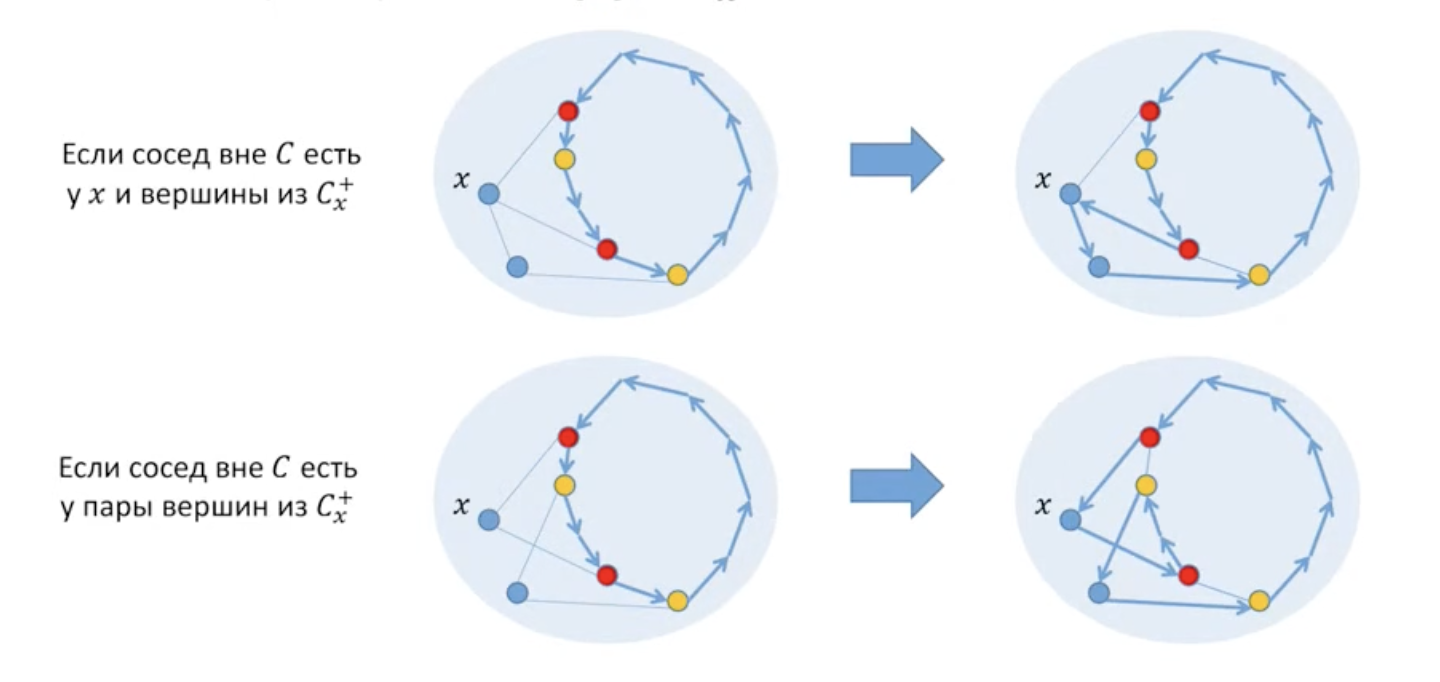 Если сосед вне C есть
у x и вершины из C_x^+
x
x
Если сосед вне C есть
у пары вершин из C_x^+
x
x